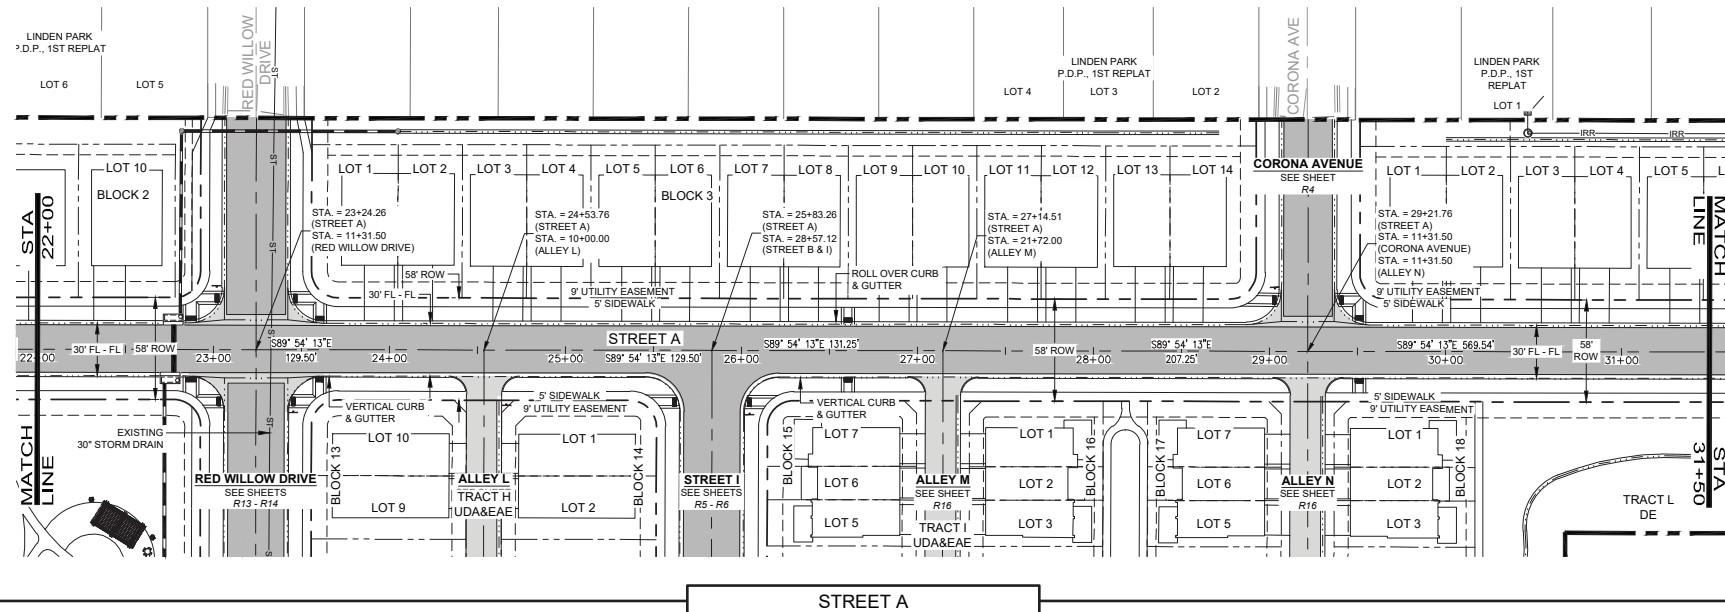 LINDEN PARK
P.D.P., 1ST REPLAT
LOT 6
LOT 5
RED WILLOW
DRIVE
ST
LINDEN PARK
P.D.P., 1ST REPLAT
LOT 4
LOT 3
LOT 2
CORONA AVE
LINDEN PARK
P.D.P., 1ST
REPLAT
LOT 1
IRR
IRR
LOT 10
BLOCK 2
ST
LOT 1
LOT 2
LOT 3
LOT 4
LOT 5
LOT 6
BLOCK 3
LOT 7
LOT 8
LOT 9
LOT 10
LOT 11
LOT 12
LOT 13
LOT 14
CORONA AVENUE
SEE SHEET
R4
LOT 1
LOT 2
LOT 3
LOT 4
LOT 5
MATCH LINE
STA 22+00
STA. = 23+24.26
(STREET A)
STA. = 11+31.50
(RED WILLOW DRIVE)
STA. = 24+53.76
(STREET A)
STA. = 10+00.00
(ALLEY L)
STA. = 25+83.26
(STREET A)
STA. = 28+57.12
(STREET B & I)
STA. = 27+14.51
(STREET A)
STA. = 21+72.00
(ALLEY M)
STA. = 29+21.76
(STREET A)
STA. = 11+31.50
(CORONA AVENUE)
STA. = 11+31.50
(ALLEY N)
MATCH LINE
STA 31+50
ST
58' ROW
30' FL - FL
9' UTILITY EASEMENT
5' SIDEWALK
ROLL OVER CURB
& GUTTER
9' UTILITY EASEMENT
5' SIDEWALK
STREET A
22+00
30' FL - FL
58' ROW
23+00
S89° 54' 13"E
129.50'
24+00
25+00
S89° 54' 13"E 129.50'
26+00
S89° 54' 13"E 131.25'
27+00
58' ROW
28+00
S89° 54' 13"E
207.25'
29+00
S89° 54' 13"E 569.54'
30+00
30' FL - FL
58'
ROW
31+00
VERTICAL CURB
& GUTTER
5' SIDEWALK
9' UTILITY EASEMENT
VERTICAL CURB
& GUTTER
5' SIDEWALK
9' UTILITY EASEMENT
EXISTING
30" STORM DRAIN
ST
RED WILLOW DRIVE
SEE SHEETS
R13 - R14
BLOCK 13
LOT 10
LOT 9
ALLEY L
TRACT H
UDA&EAE
LOT 1
LOT 2
BLOCK 14
STREET I
SEE SHEETS
R5 - R6
BLOCK 15
LOT 7
LOT 6
LOT 5
ALLEY M
SEE SHEET
R16
TRACT I
UDA&EAE
LOT 1
LOT 2
LOT 3
BLOCK 16
BLOCK 17
LOT 7
LOT 6
LOT 5
ALLEY N
SEE SHEET
R16
LOT 1
LOT 2
LOT 3
BLOCK 18
TRACT L
DE
STREET A